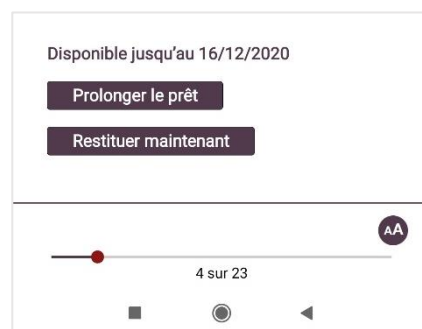 Disponible jusqu’au 16/12/2020
Prolonger le prêt
Restituer maintenant
AA
4 sur 23